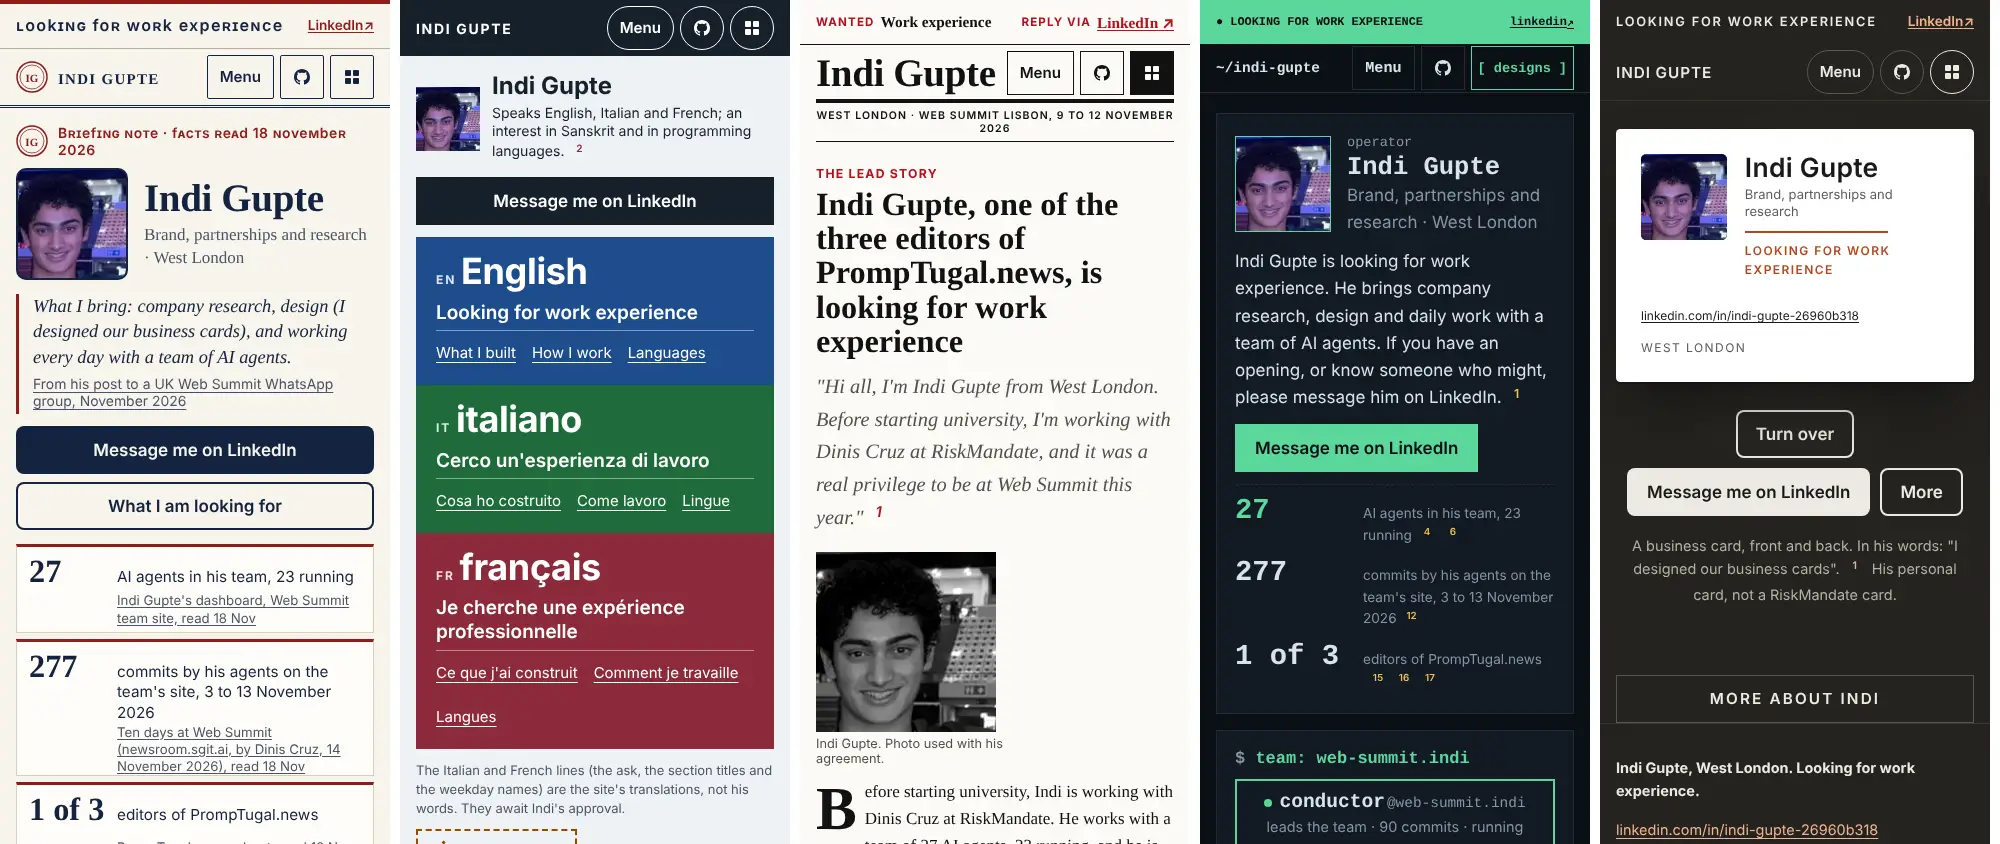 LOOKING FOR WORK EXPERIENCE
LinkedIn↗
IG
INDI GUPTE
Menu
IG
BRIEFING NOTE · FACTS READ 18 NOVEMBER
2026
Indi Gupte
Brand, partnerships and research
· West London
What I bring: company research, design (I
designed our business cards), and working
every day with a team of AI agents.
From his post to a UK Web Summit WhatsApp
group, November 2026
Message me on LinkedIn
What I am looking for
27
AI agents in his team, 23 running
Indi Gupte's dashboard, Web Summit
team site, read 18 Nov
277
commits by his agents on the
team's site, 3 to 13 November
2026
Ten days at Web Summit
(newsroom.sgit.ai, by Dinis Cruz, 14
November 2026), read 18 Nov
1 of 3
editors of PrompTugal.news
INDI GUPTE
Menu
Indi Gupte
Speaks English, Italian and French; an
interest in Sanskrit and in programming
languages. 2
Message me on LinkedIn
EN English
Looking for work experience
What I built How I work Languages
IT italiano
Cerco un'esperienza di lavoro
Cosa ho costruito Come lavoro Lingue
FR français
Je cherche une expérience
professionnelle
Ce que j'ai construit Comment je travaille
Langues
The Italian and French lines (the ask, the section titles and
the weekday names) are the site's translations, not his
words. They await Indi's approval.
WANTED Work experience
REPLY VIA LinkedIn ↗
Indi Gupte
Menu
WEST LONDON · WEB SUMMIT LISBON, 9 TO 12 NOVEMBER
2026
THE LEAD STORY
Indi Gupte, one of the
three editors of
PrompTugal.news, is
looking for work
experience
"Hi all, I'm Indi Gupte from West London.
Before starting university, I'm working with
Dinis Cruz at RiskMandate, and it was a
real privilege to be at Web Summit this
year." 1
Indi Gupte. Photo used with his
agreement.
Before starting university, Indi is working with
Dinis Cruz at RiskMandate. He works with a
team of 27 AI agents, 23 running, and he is
● LOOKING FOR WORK EXPERIENCE
linkedin↗
~/indi-gupte
Menu
[ designs ]
operator
Indi Gupte
Brand, partnerships and
research · West London
Indi Gupte is looking for work
experience. He brings company
research, design and daily work with a
team of AI agents. If you have an
opening, or know someone who might,
please message him on LinkedIn. 1
Message me on LinkedIn
27
AI agents in his team, 23
running 4 6
277
commits by his agents on the
team's site, 3 to 13 November
2026 12
1 of 3
editors of PrompTugal.news
15 16 17
$ team: web-summit.indi
● conductor@web-summit.indi
leads the team · 90 commits · running
LOOKING FOR WORK EXPERIENCE
LinkedIn↗
INDI GUPTE
Menu
Indi Gupte
Brand, partnerships and
research
LOOKING FOR WORK
EXPERIENCE
linkedin.com/in/indi-gupte-26960b318
WEST LONDON
Turn over
Message me on LinkedIn
More
A business card, front and back. In his words: "I
designed our business cards". 1 His personal
card, not a RiskMandate card.
MORE ABOUT INDI
Indi Gupte, West London. Looking for work
experience.
linkedin.com/in/indi-gupte-26960b318